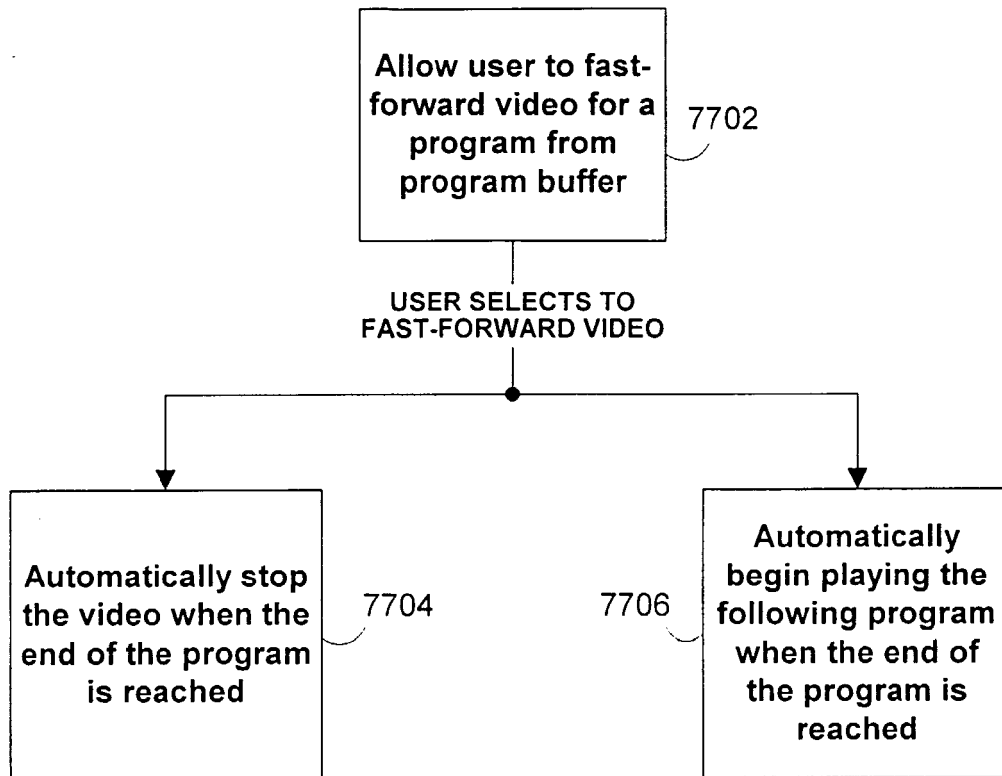 Allow user to fast-
forward video for a
program from
program buffer
7702
USER SELECTS TO
FAST-FORWARD VIDEO
Automatically stop
the video when the
end of the program
is reached
7704
7706
Automatically
begin playing the
following program
when the end of
the program is
reached